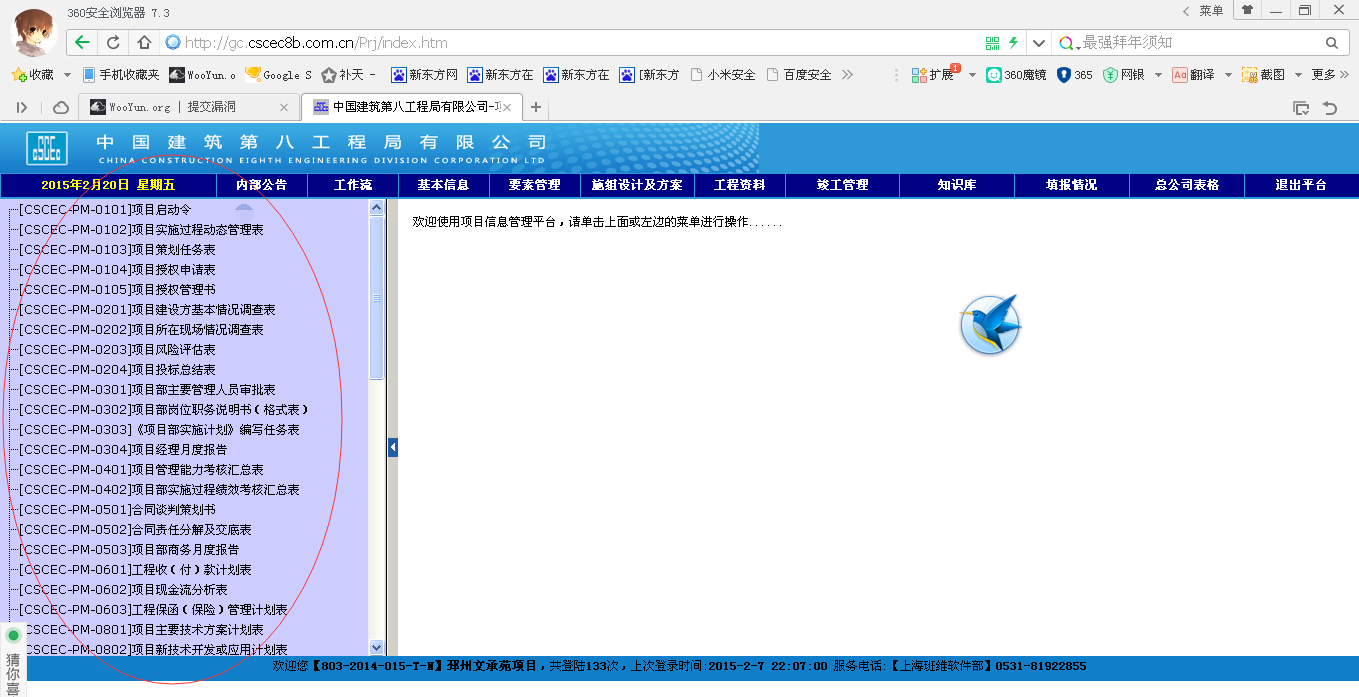 360安全浏览器 7.3
菜单
http://gc.cscec8b.com.cn/Prj/index.htm
最强拜年须知
收藏 手机收藏夹 WooYun.o Google S 补天 - 新东方网 新东方在 新东方在 [新东方 小米安全 百度安全 扩展 1 360魔镜 365 网银 Aa 翻译 截图 更多
WooYun.org | 提交漏洞
中国建筑第八工程局有限公司-项
中国建筑第八工程局有限公司
CHINA CONSTRUCTION EIGHTH ENGINEERING DIVISION CORPORATION LTD
2015年2月20日 星期五 内部公告 工作流 基本信息 要素管理 施组设计及方案 工程资料 竣工管理 知识库 填报情况 总公司表格 退出平台
[CSCEC-PM-0101]项目启动令
[CSCEC-PM-0102]项目实施过程动态管理表
[CSCEC-PM-0103]项目策划任务表
[CSCEC-PM-0104]项目授权申请表
[CSCEC-PM-0105]项目授权管理书
[CSCEC-PM-0201]项目建设方基本情况调查表
[CSCEC-PM-0202]项目所在现场情况调查表
[CSCEC-PM-0203]项目风险评估表
[CSCEC-PM-0204]项目投标总结表
[CSCEC-PM-0301]项目部主要管理人员审批表
[CSCEC-PM-0302]项目部岗位职务说明书(格式表)
[CSCEC-PM-0303]《项目部实施计划》编写任务表
[CSCEC-PM-0304]项目经理月度报告
[CSCEC-PM-0401]项目管理能力考核汇总表
[CSCEC-PM-0402]项目部实施过程绩效考核汇总表
[CSCEC-PM-0501]合同谈判策划书
[CSCEC-PM-0502]合同责任分解及交底表
[CSCEC-PM-0503]项目部商务月度报告
[CSCEC-PM-0601]工程收(付)款计划表
[CSCEC-PM-0602]项目现金流分析表
[CSCEC-PM-0603]工程保函(保险)管理计划表
[CSCEC-PM-0801]项目主要技术方案计划表
[CSCEC-PM-0802]项目新技术开发或应用计划表
欢迎使用项目信息管理平台，请单击上面或左边的菜单进行操作......
猜你喜
欢迎您【803-2014-015-T-N】邳州文承苑项目，共登陆133次，上次登录时间:2015-2-7 22:07:00 服务电话:【上海班维软件部】0531-81922855